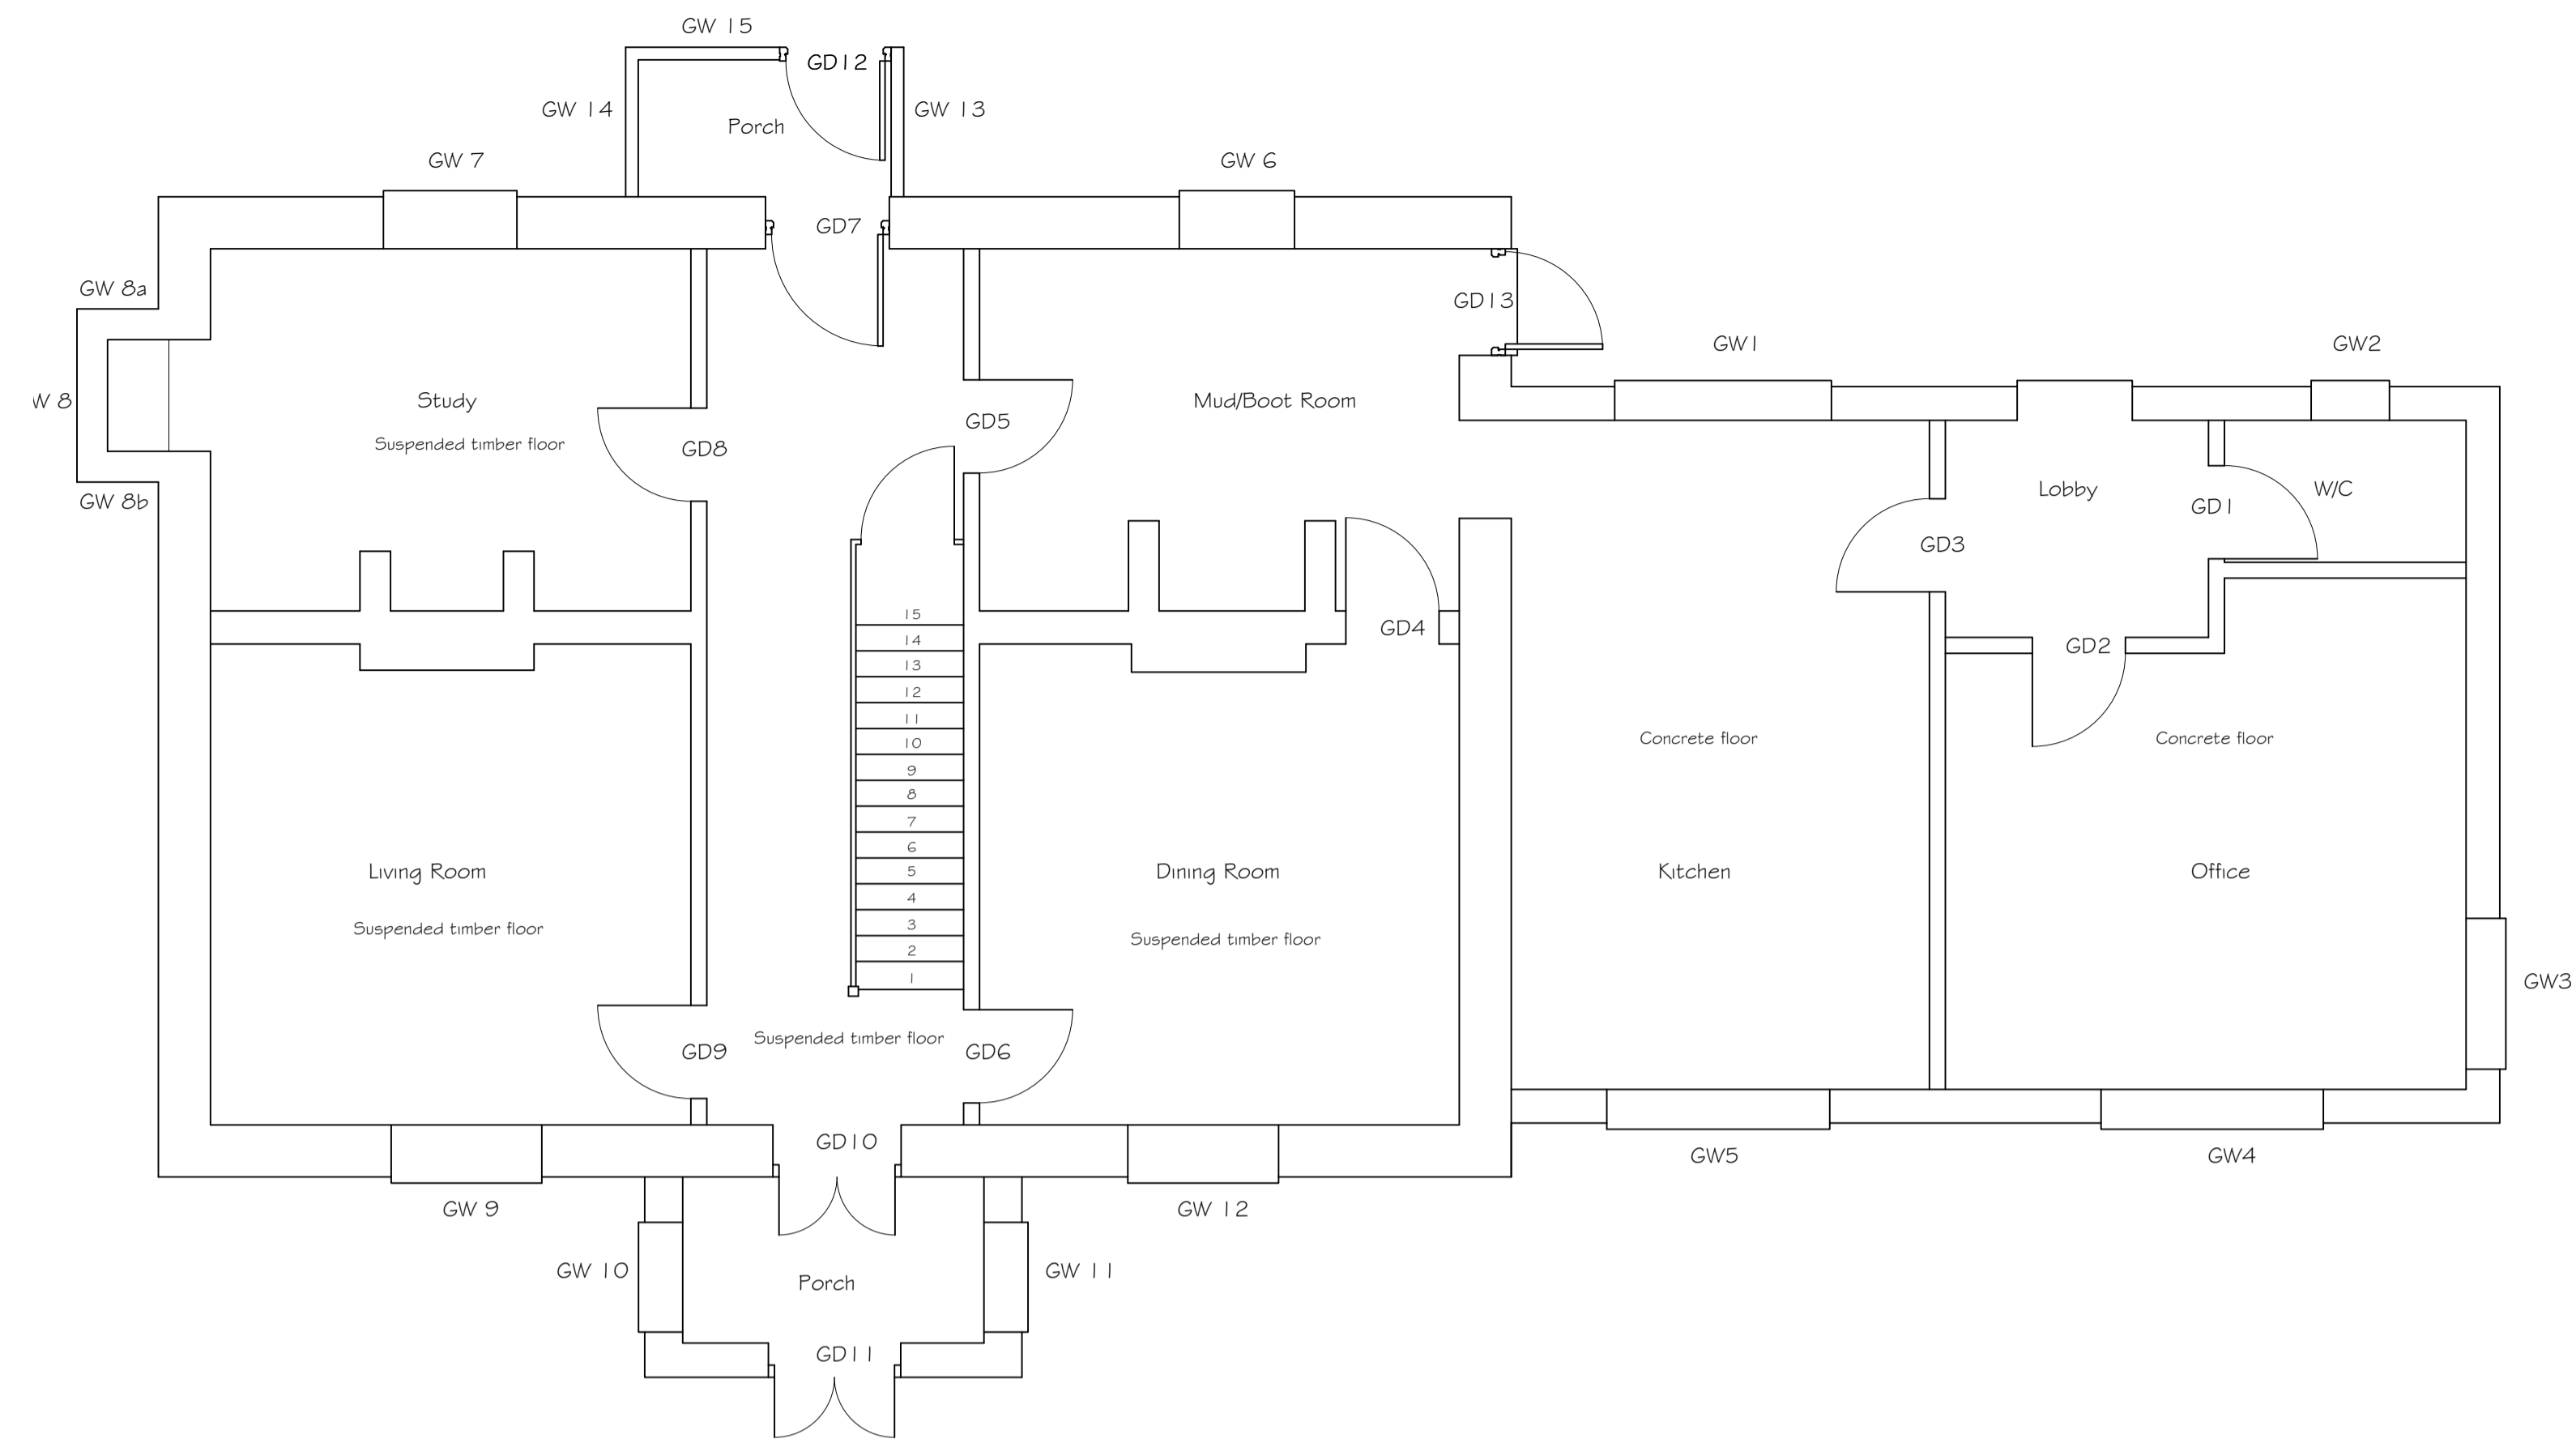 GW 15
GD12
GW 14
GW 13
Porch
GW 7
GW 6
GD7
GW 8a
GD13
GW1
GW2
W 8
Study
Mud/Boot Room
GD5
Suspended timber floor
GD8
GW 8b
Lobby
W/C
GD1
GD3
15
GD4
14
GD2
13
12
11
10
Concrete floor
Concrete floor
9
8
7
6
Living Room
5
Dining Room
Kitchen
Office
4
3
Suspended timber floor
Suspended timber floor
2
1
GW3
Suspended timber floor
GD9
GD6
GD10
GW5
GW4
GW 9
GW 12
GW 10
GW 11
Porch
GD11